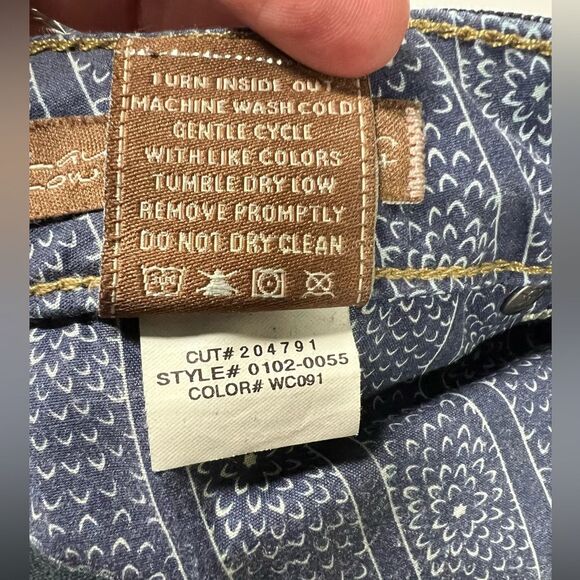 TURN INSIDE OUT
MACHINE WASH COLD
GENTLE CYCLE
WITH LIKE COLORS
TUMBLE DRY LOW
REMOVE PROMPTLY
DO NOT DRY CLEAN
CUT# 204791
STYLE# 0102-0055
COLOR# WC091